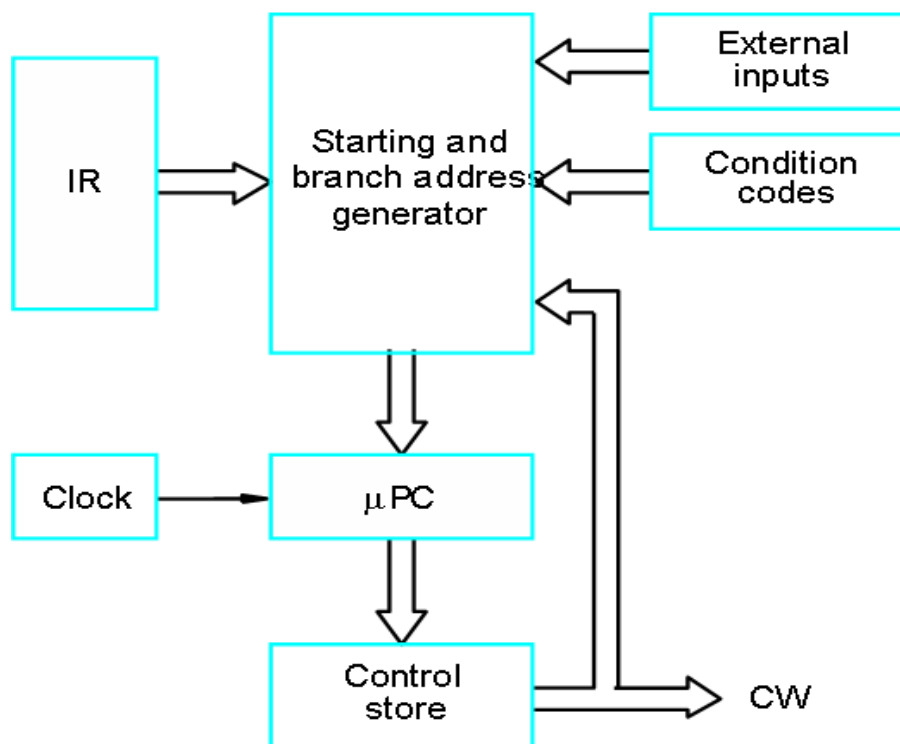 External
inputs
IR
Starting and
branch address
generator
Condition
codes
Clock
μPC
Control
store
CW